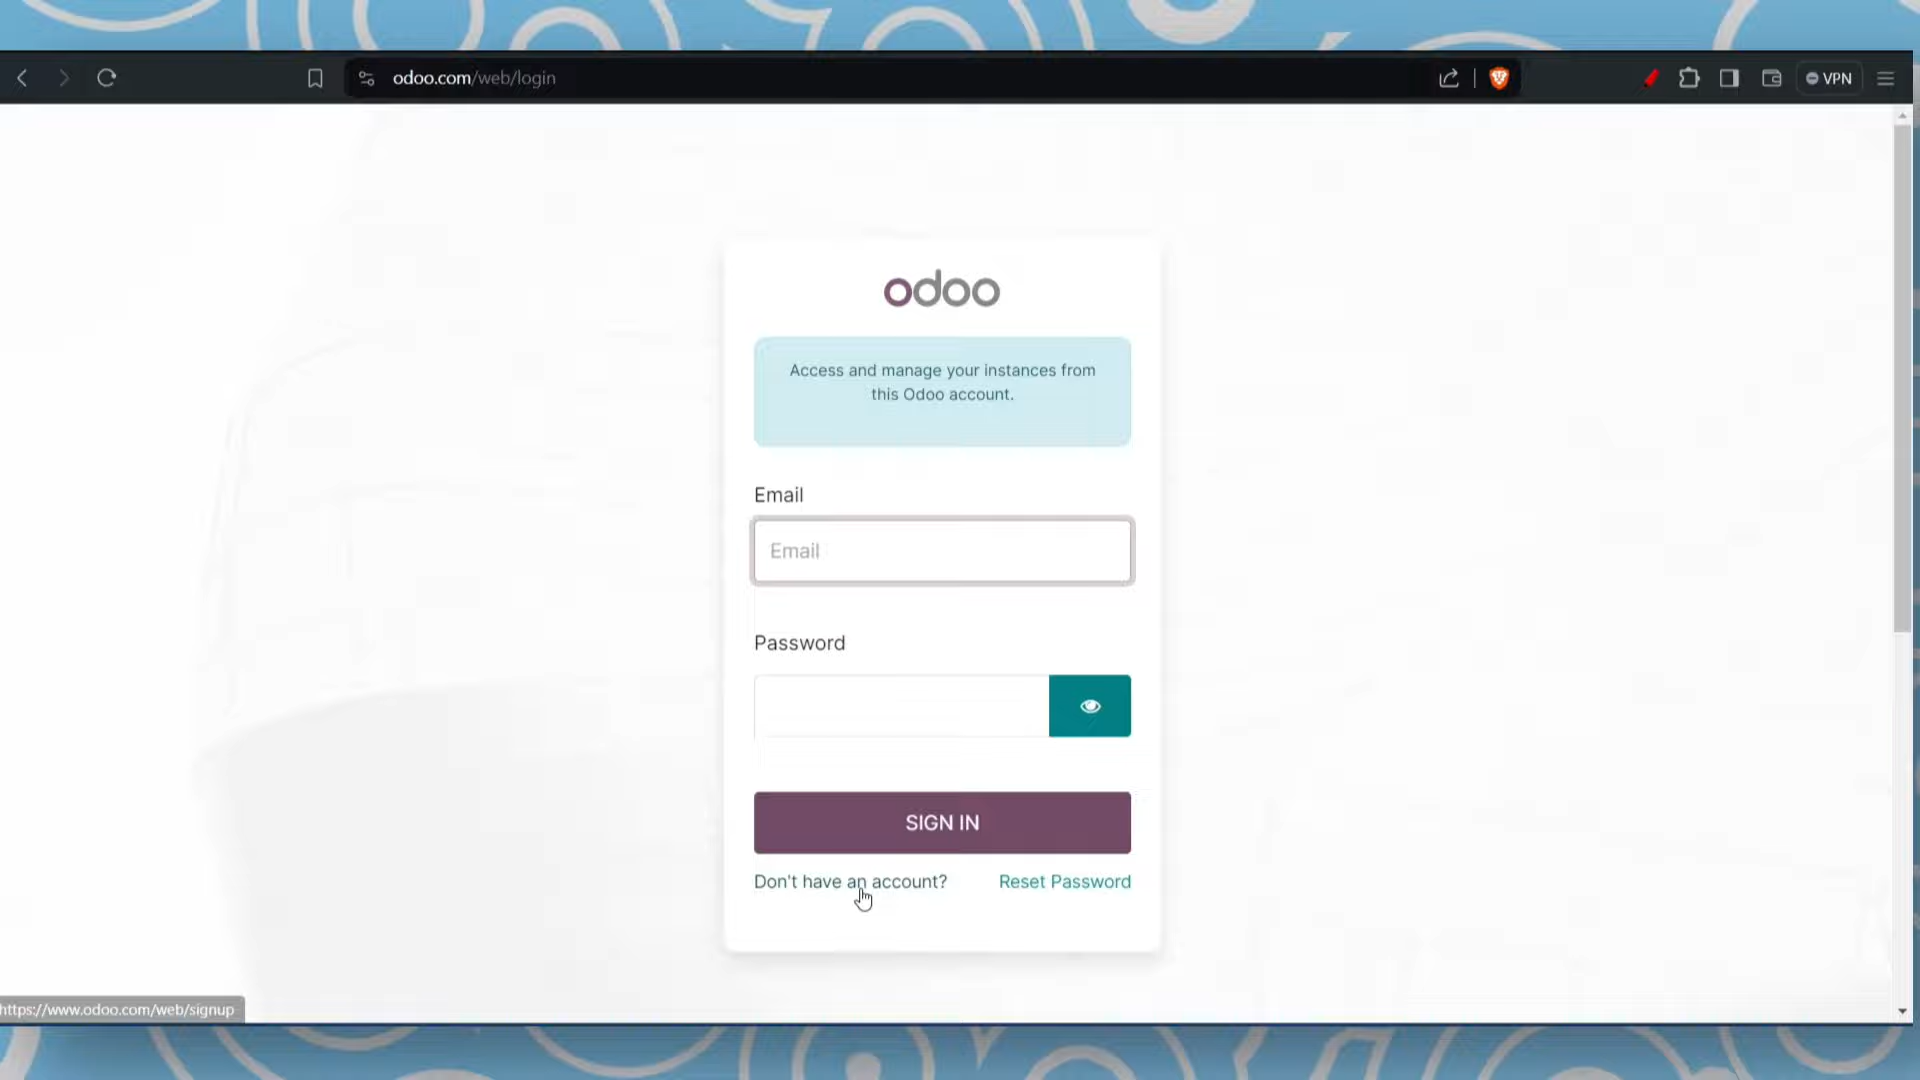 odoo.com/web/login
VPN
odoo
Access and manage your instances from
this Odoo account.
Email
Email
Password
SIGN IN
Don't have an account? Reset Password
https://www.odoo.com/web/signup